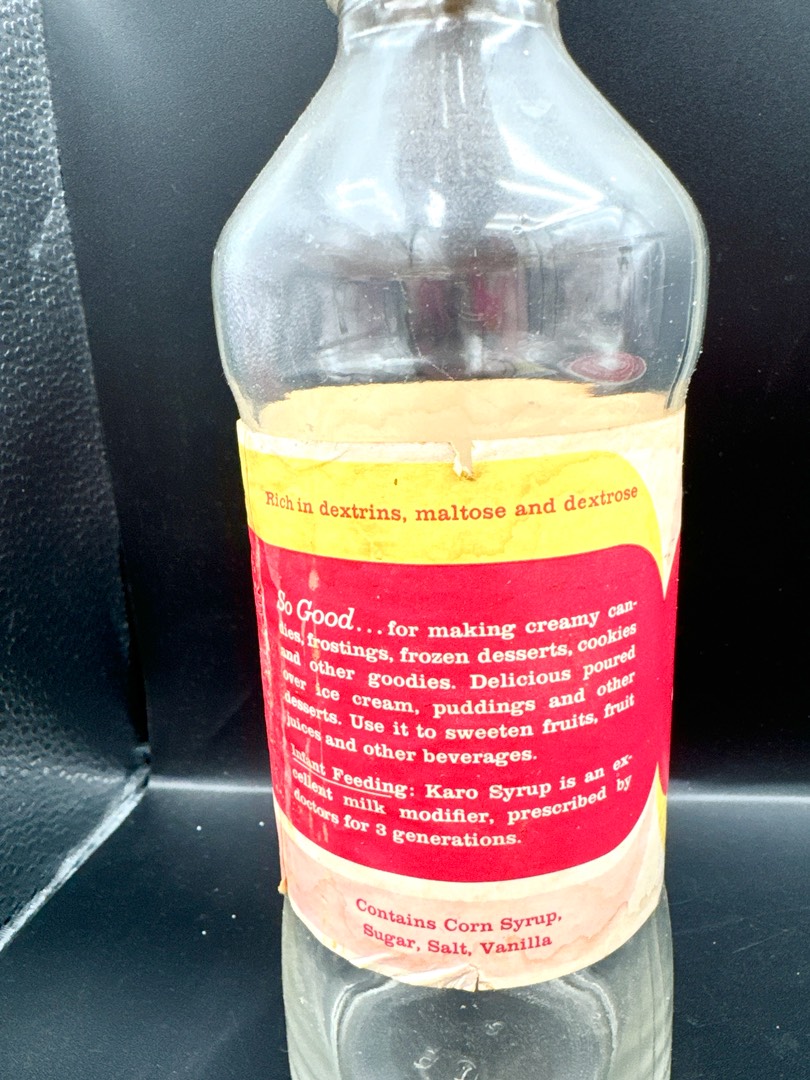 Rich in dextrins, maltose and dextrose
So Good...for making creamy can-
dies, frostings, frozen desserts, cookies
and other goodies. Delicious poured
over ice cream, puddings and other
desserts. Use it to sweeten fruits, fruit
juices and other beverages.
Infant Feeding: Karo Syrup is an ex-
cellent milk modifier, prescribed by
doctors for 3 generations.
Contains Corn Syrup,
Sugar, Salt, Vanilla